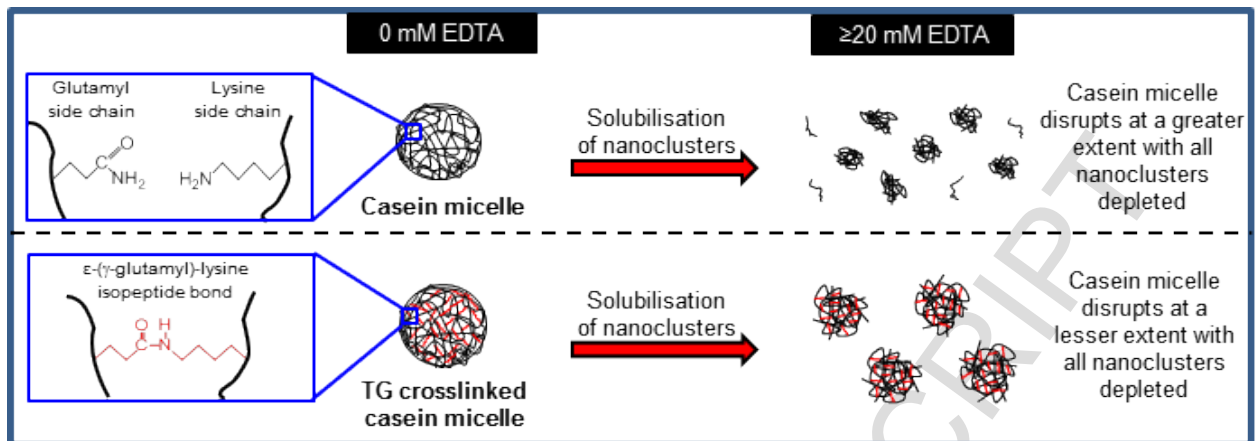 0 mM EDTA
≥20 mM EDTA
Glutamyl
side chain
Lysine
side chain
C
O
NH₂
H₂N
Casein micelle
Solubilisation
of nanoclusters
Casein micelle
disrupts at a greater
extent with all
nanoclusters
depleted
ε-(γ-glutamyl)-lysine
isopeptide bond
O
H
C
N
TG crosslinked
casein micelle
Solubilisation
of nanoclusters
Casein micelle
disrupts at a
lesser extent with
all nanoclusters
depleted
CRIPT